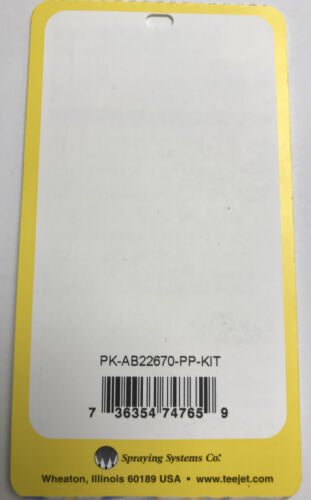 PK-AB22670-PP-KIT
7 36354 74765 9
Spraying Systems Co.®
Wheaton, Illinois 60189 USA • www.teejet.com